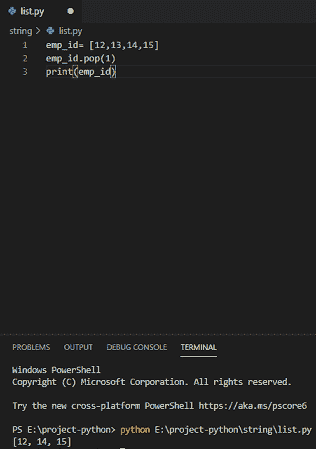 list.py
string > list.py
1 emp_id= [12,13,14,15]
2 emp_id.pop(1)
3 print(emp_id)
PROBLEMS OUTPUT DEBUG CONSOLE TERMINAL
Windows PowerShell
Copyright (C) Microsoft Corporation. All rights reserved.
Try the new cross-platform PowerShell https://aka.ms/pscore6
PS E:\project-python> python E:\project-python\string\list.py
[12, 14, 15]